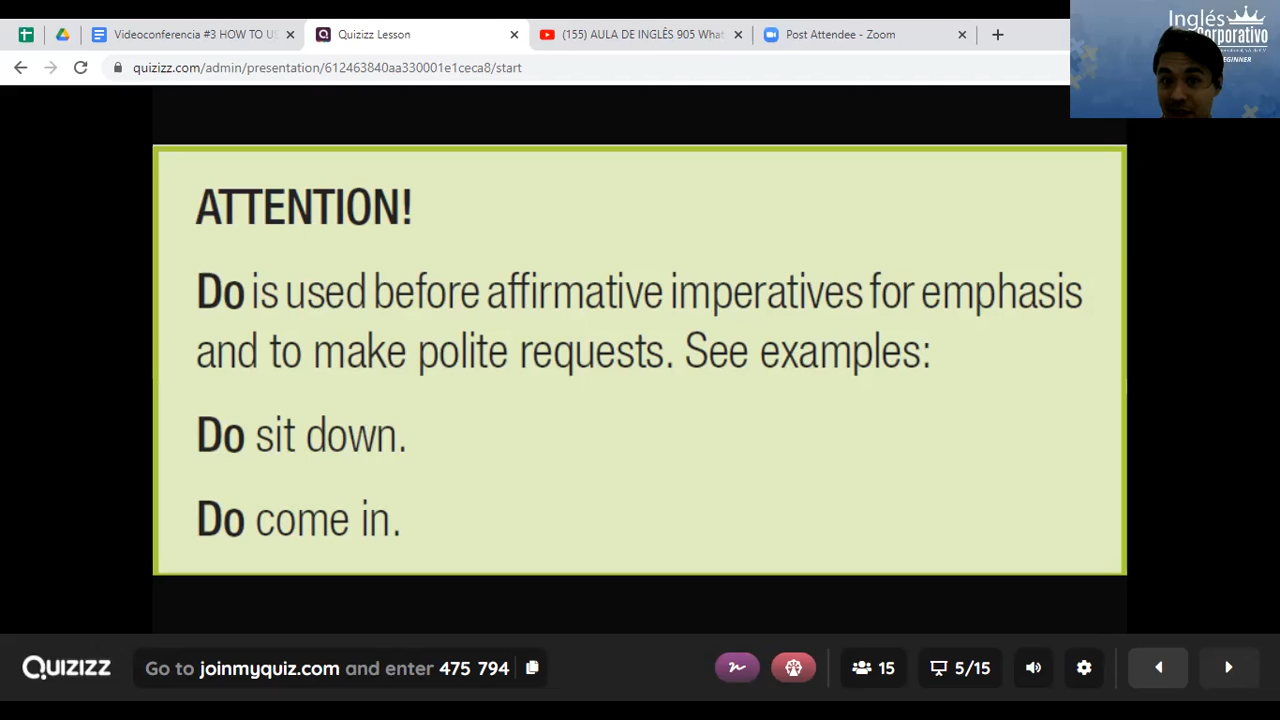 Videoconferencia #3 HOW TO U
Quizizz Lesson
(155) AULA DE INGLÊS 905 What
Post Attendee - Zoom
quizizz.com/admin/presentation/612463840aa330001e1ceca8/start
Inglés
Corporativo
ATTENTION!
Do is used before affirmative imperatives for emphasis
and to make polite requests. See examples:
Do sit down.
Do come in.
QUIZIZZ
Go to joinmyquiz.com and enter 475 794
15
5/15